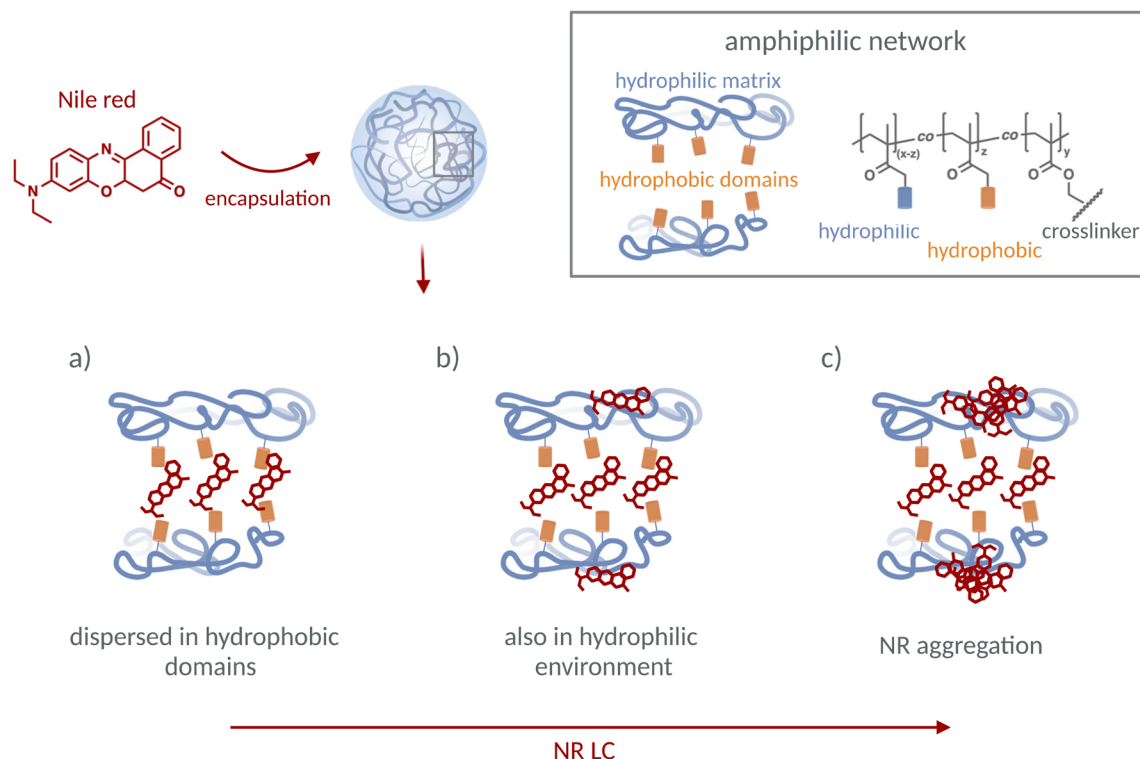 amphiphilic network
Nile red
N
O
N
O
encapsulation
hydrophilic matrix
hydrophobic domains
co
co
(x-z)
z
y
O
O
O
O
hydrophilic
hydrophobic
crosslinker
a)
b)
c)
dispersed in hydrophobic
domains
also in hydrophilic
environment
NR aggregation
NR LC